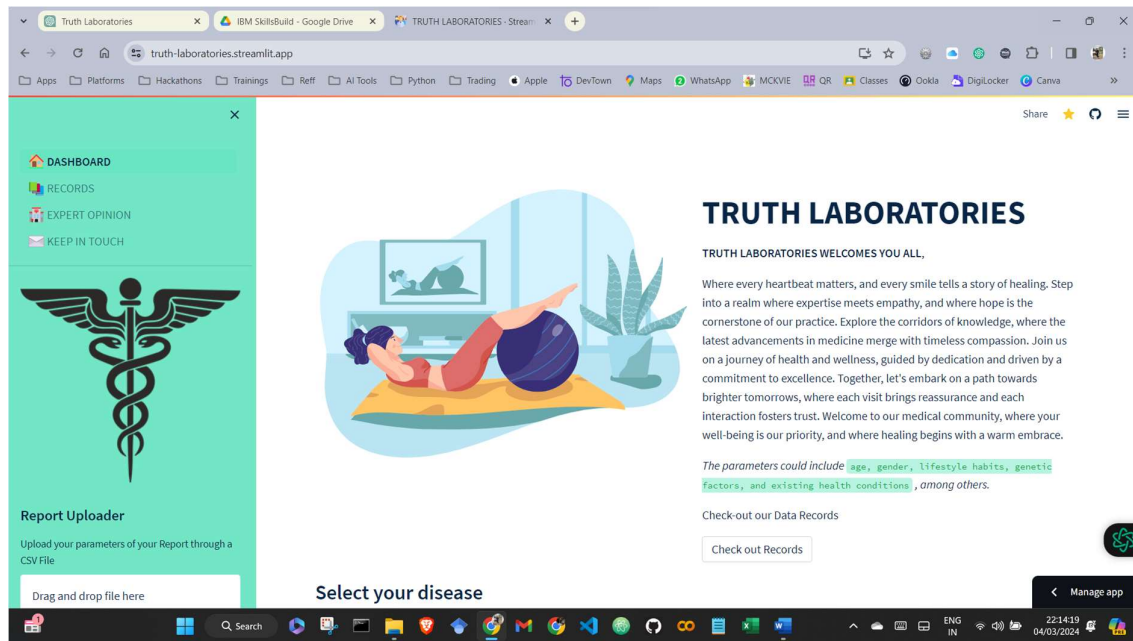 Truth Laboratories
IBM SkillsBuild - Google Drive
TRUTH LABORATORIES · Stream
truth-laboratories.streamlit.app
Apps Platforms Hackathons Trainings Reff AI Tools Python Trading Apple DevTown Maps WhatsApp MCKVIE QR Classes Ookla DigiLocker Canva »
Share
DASHBOARD
RECORDS
EXPERT OPINION
KEEP IN TOUCH
Report Uploader
Upload your parameters of your Report through a
CSV File
Drag and drop file here
TRUTH LABORATORIES
TRUTH LABORATORIES WELCOMES YOU ALL,
Where every heartbeat matters, and every smile tells a story of healing. Step
into a realm where expertise meets empathy, and where hope is the
cornerstone of our practice. Explore the corridors of knowledge, where the
latest advancements in medicine merge with timeless compassion. Join us
on a journey of health and wellness, guided by dedication and driven by a
commitment to excellence. Together, let's embark on a path towards
brighter tomorrows, where each visit brings reassurance and each
interaction fosters trust. Welcome to our medical community, where your
well-being is our priority, and where healing begins with a warm embrace.
The parameters could include age, gender, lifestyle habits, genetic
factors, and existing health conditions , among others.
Check-out our Data Records
Check out Records
Select your disease
Manage app
Search
ENG
IN
22:14:19
04/03/2024